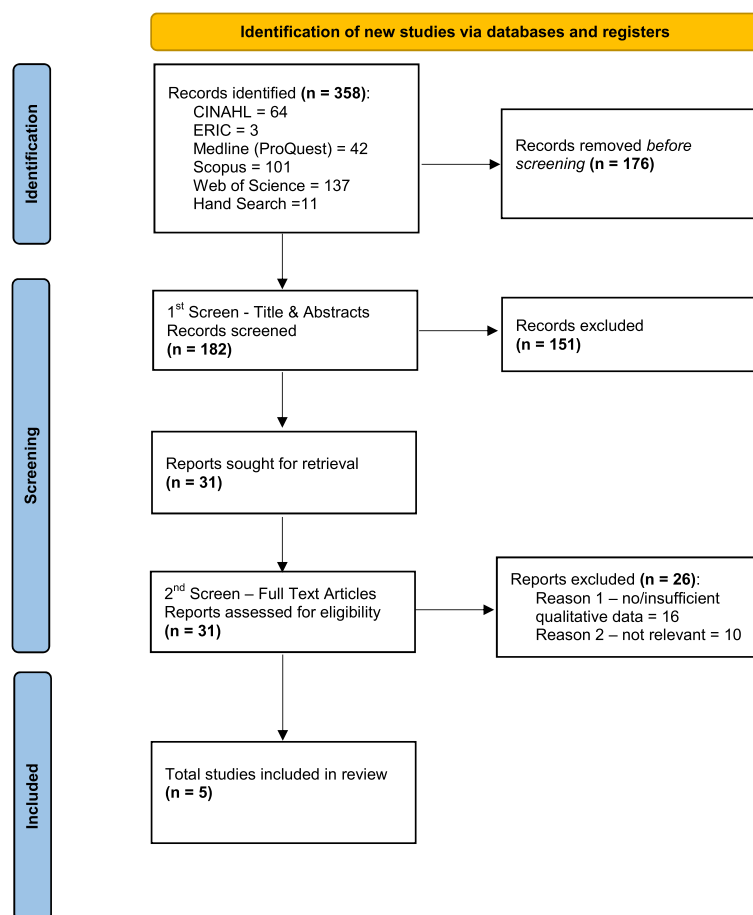 Identification of new studies via databases and registers
Identification
Records identified (n = 358):
CINAHL = 64
ERIC = 3
Medline (ProQuest) = 42
Scopus = 101
Web of Science = 137
Hand Search =11
Records removed before
screening (n = 176)
Screening
1st Screen - Title & Abstracts
Records screened
(n = 182)
Records excluded
(n = 151)
Reports sought for retrieval
(n = 31)
2nd Screen – Full Text Articles
Reports assessed for eligibility
(n = 31)
Reports excluded (n = 26):
Reason 1 – no/insufficient
qualitative data = 16
Reason 2 – not relevant = 10
Included
Total studies included in review
(n = 5)